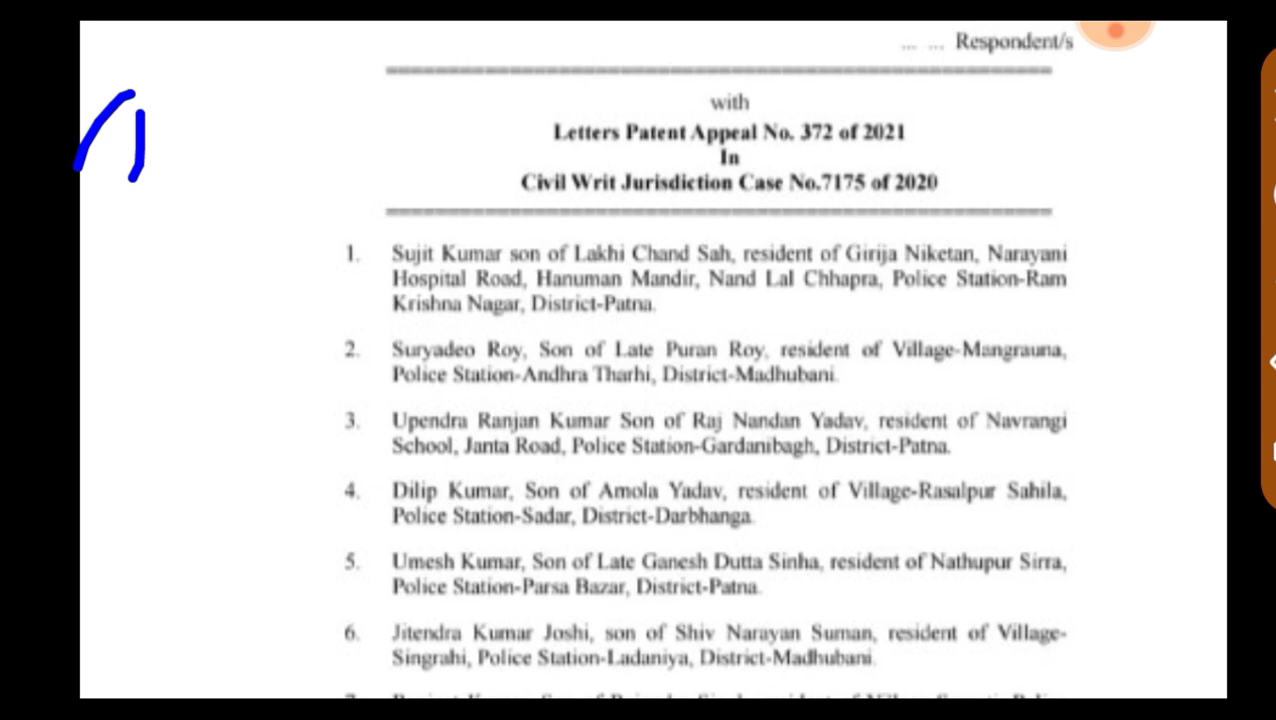 ... ... Respondent/s
with
Letters Patent Appeal No. 372 of 2021
In
Civil Writ Jurisdiction Case No.7175 of 2020
1. Sujit Kumar son of Lakhi Chand Sah, resident of Girija Niketan, Narayani
Hospital Road, Hanuman Mandir, Nand Lal Chhapra, Police Station-Ram
Krishna Nagar, District-Patna.
2. Suryadeo Roy, Son of Late Puran Roy, resident of Village-Mangrauna,
Police Station-Andhra Tharhi, District-Madhubani.
3. Upendra Ranjan Kumar Son of Raj Nandan Yadav, resident of Navrangi
School, Janta Road, Police Station-Gardanibagh, District-Patna.
4. Dilip Kumar, Son of Amola Yadav, resident of Village-Rasalpur Sahila,
Police Station-Sadar, District-Darbhanga.
5. Umesh Kumar, Son of Late Ganesh Dutta Sinha, resident of Nathupur Sirra,
Police Station-Parsa Bazar, District-Patna.
6. Jitendra Kumar Joshi, son of Shiv Narayan Suman, resident of Village-
Singrahi, Police Station-Ladaniya, District-Madhubani.